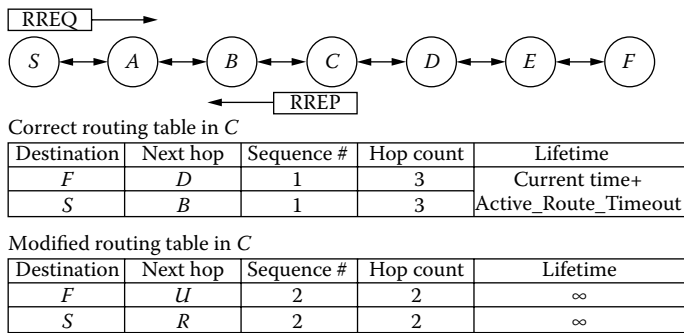 RREQ
S A B C D E F
RREP
Correct routing table in C
Destination Next hop Sequence # Hop count Lifetime
F D 1 3 Current time+
S B 1 3 Active_Route_Timeout
Modified routing table in C
Destination Next hop Sequence # Hop count Lifetime
F U 2 2 ∞
S R 2 2 ∞